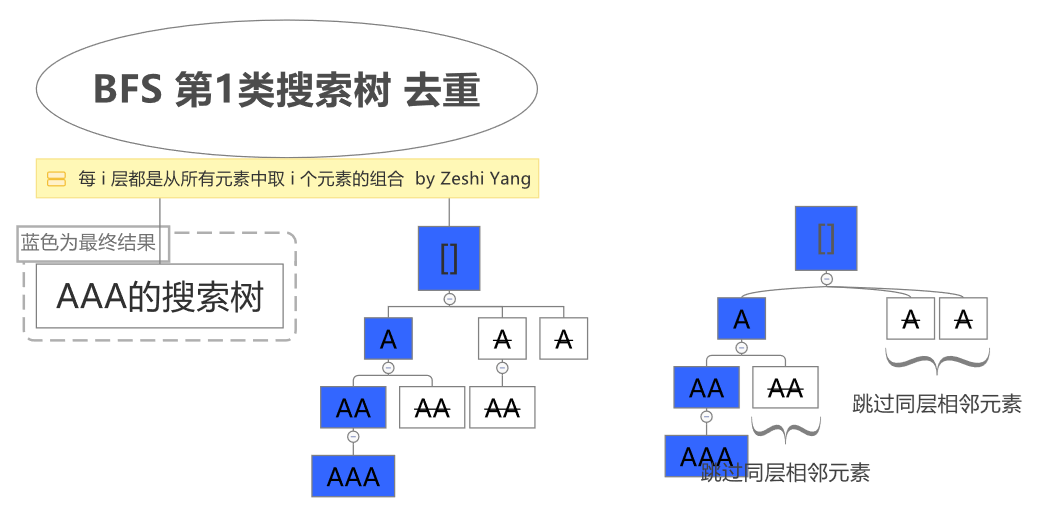 BFS 第1类搜索树 去重
每 i 层都是从所有元素中取 i 个元素的组合 by Zeshi Yang
蓝色为最终结果
AAA的搜索树
[]
A
A
A
AA
AA
AA
AAA
[]
A
A
A
AA
AA
跳过同层相邻元素
AAA
跳过同层相邻元素